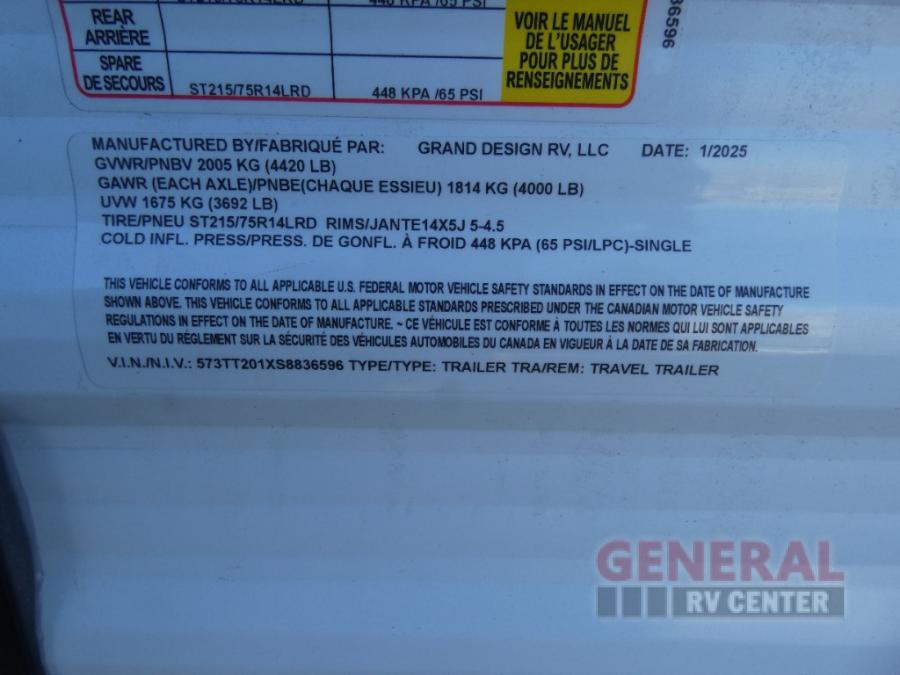 448 KPA /65 PSI
REAR
ARRIÈRE
SPARE
DE SECOURS
ST215/75R14LRD
448 KPA /65 PSI
VOIR LE MANUEL
DE L'USAGER
POUR PLUS DE
RENSEIGNEMENTS
36596
MANUFACTURED BY/FABRIQUÉ PAR: GRAND DESIGN RV, LLC DATE: 1/2025
GVWR/PNBV 2005 KG (4420 LB)
GAWR (EACH AXLE)/PNBE(CHAQUE ESSIEU) 1814 KG (4000 LB)
UVW 1675 KG (3692 LB)
TIRE/PNEU ST215/75R14LRD RIMS/JANTE14X5J 5-4.5
COLD INFL. PRESS/PRESS. DE GONFL. À FROID 448 KPA (65 PSI/LPC)-SINGLE
THIS VEHICLE CONFORMS TO ALL APPLICABLE U.S. FEDERAL MOTOR VEHICLE SAFETY STANDARDS IN EFFECT ON THE DATE OF MANUFACTURE
SHOWN ABOVE. THIS VEHICLE CONFORMS TO ALL APPLICABLE STANDARDS PRESCRIBED UNDER THE CANADIAN MOTOR VEHICLE SAFETY
REGULATIONS IN EFFECT ON THE DATE OF MANUFACTURE. ~ CE VÉHICULE EST CONFORME À TOUTES LES NORMES QUI LUI SONT APPLICABLES
EN VERTU DU RÉGLEMENT SUR LA SÉCURITÉ DES VÉHICULES AUTOMOBILES DU CANADA EN VIGUEUR À LA DATE DE SA FABRICATION.
V.I.N./N.I.V.: 573TT201XS8836596 TYPE/TYPE: TRAILER TRA/REM: TRAVEL TRAILER
GENERAL
RV CENTER